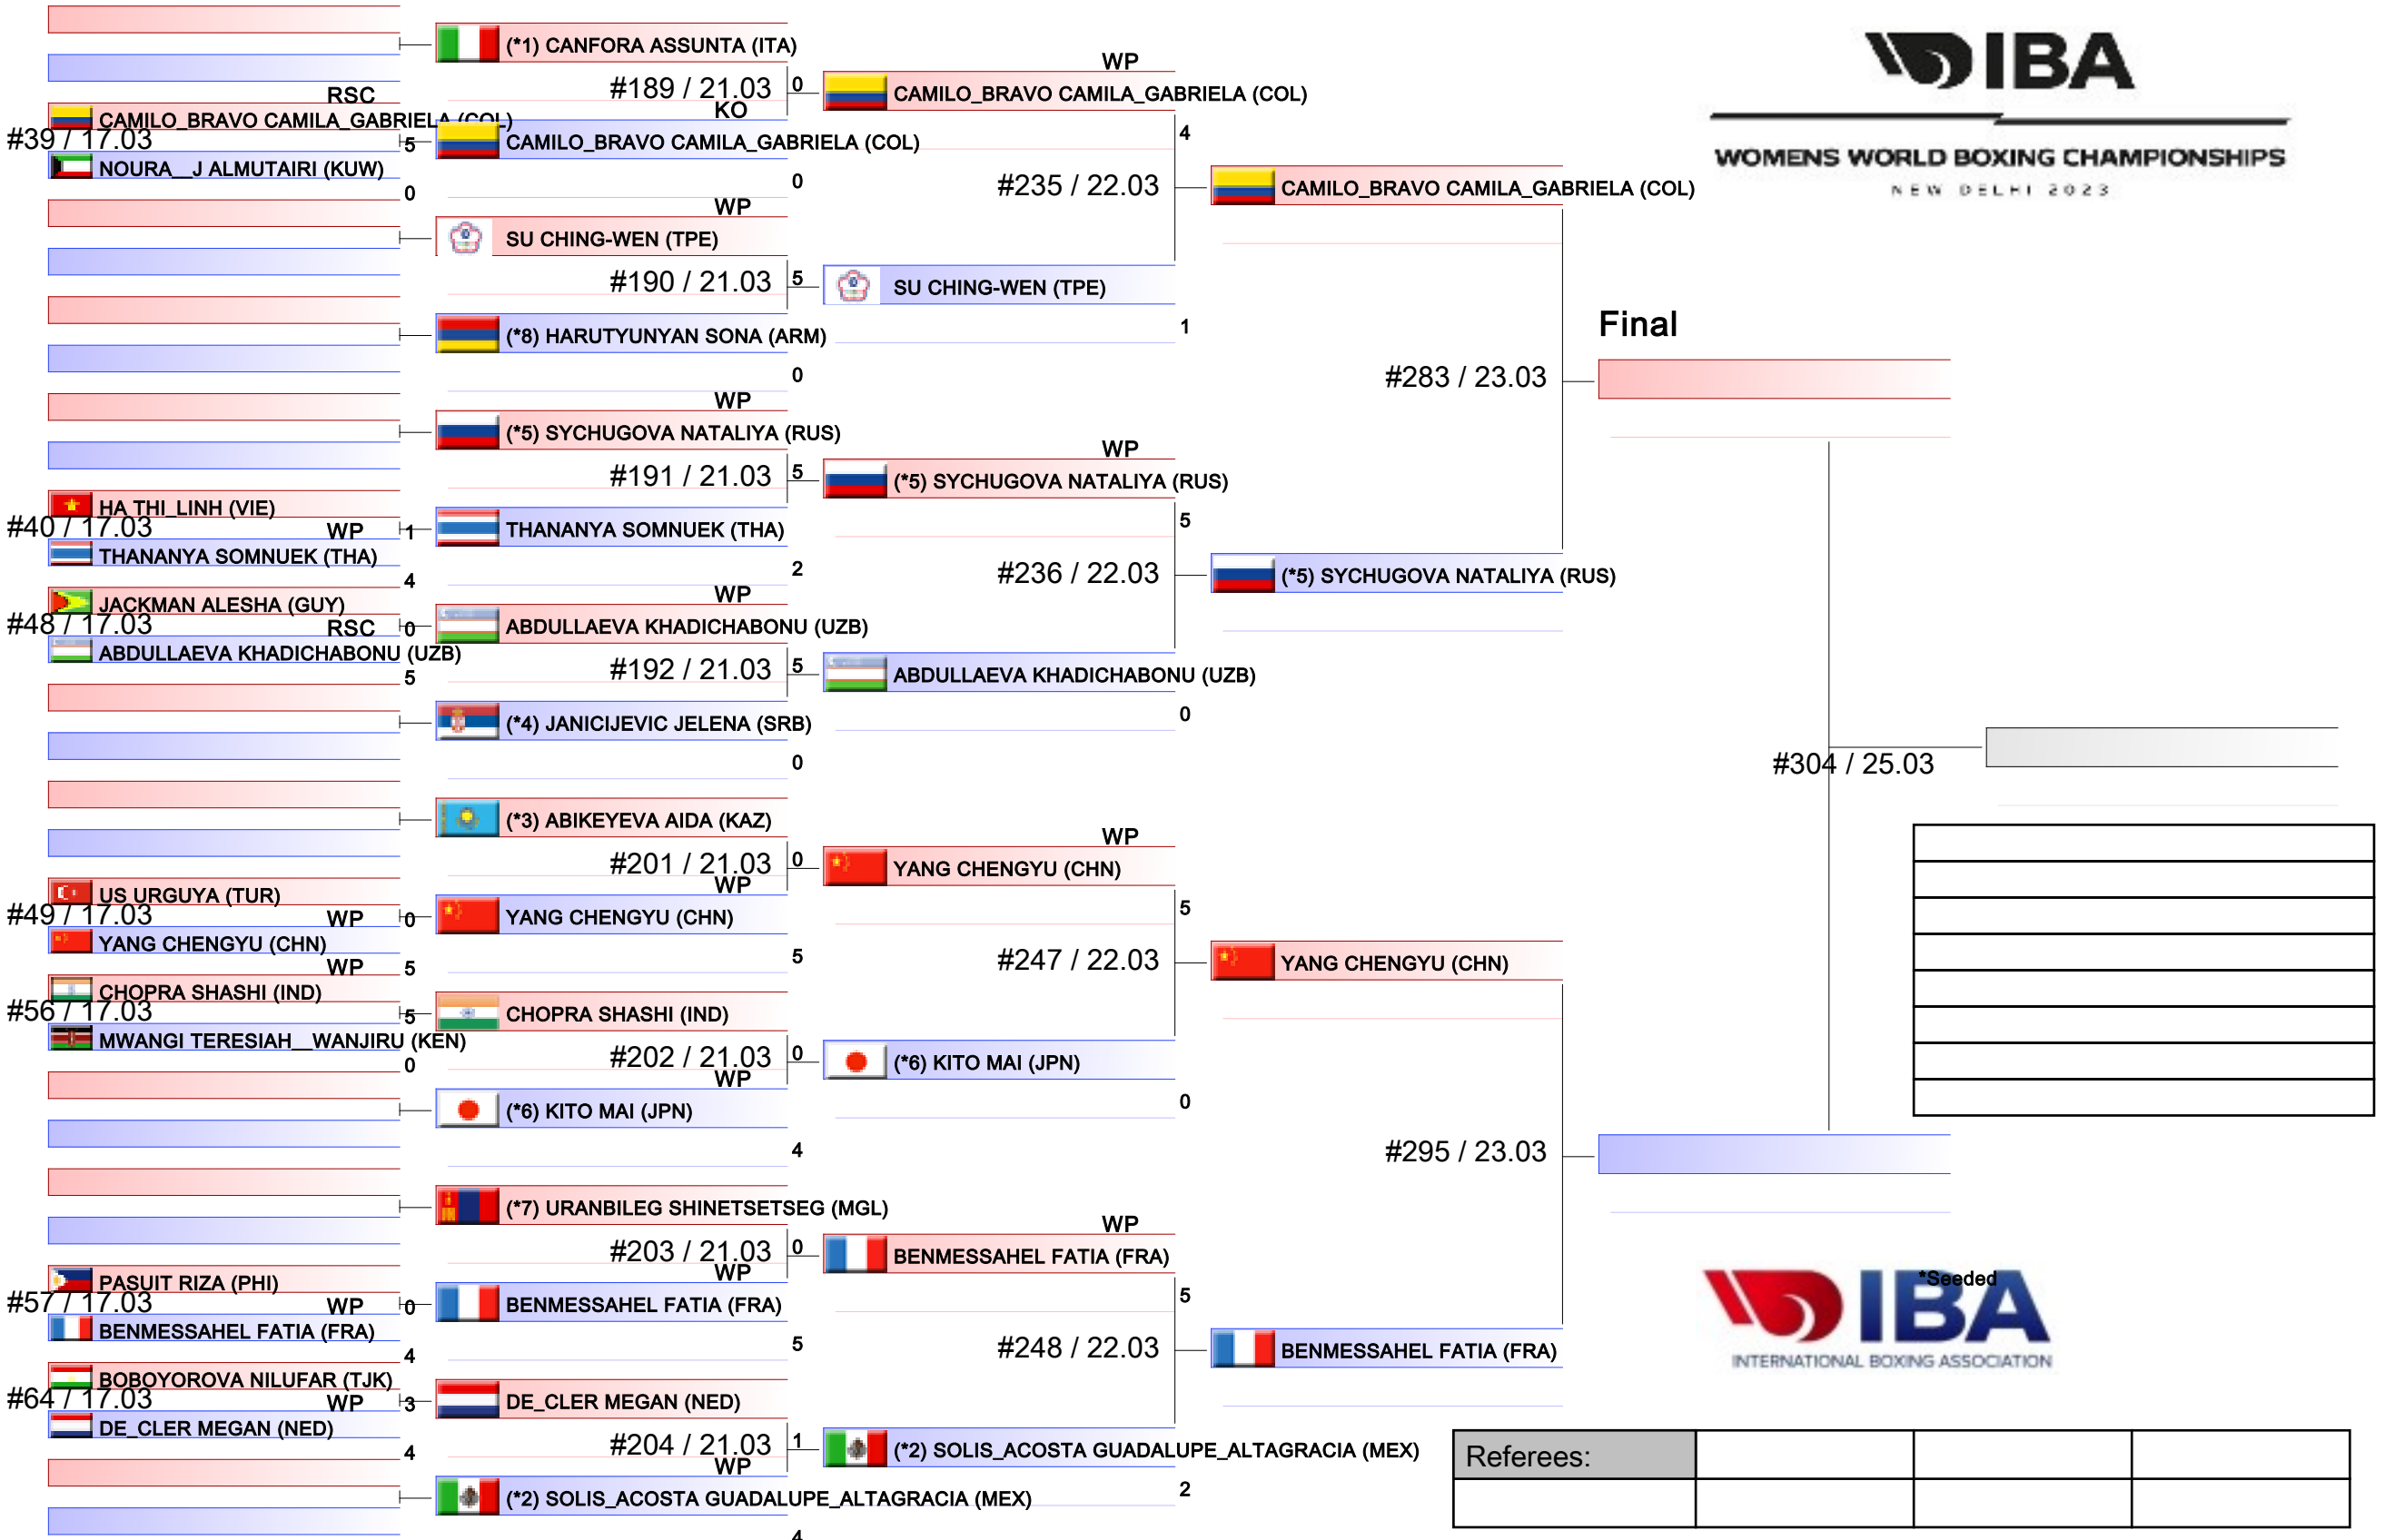 IBA
WOMENS WORLD BOXING CHAMPIONSHIPS
NEW DELHI 2023
RSC
CAMILO_BRAVO CAMILA_GABRIELA (COL)
#39 / 17.03
5
NOURA__J ALMUTAIRI (KUW)
0
HA THI_LINH (VIE)
#40 / 17.03
WP
1
THANANYA SOMNUEK (THA)
4
JACKMAN ALESHA (GUY)
#48 / 17.03
RSC
0
ABDULLAEVA KHADICHABONU (UZB)
5
US URGUYA (TUR)
#49 / 17.03
WP
0
YANG CHENGYU (CHN)
5
WP
CHOPRA SHASHI (IND)
#56 / 17.03
5
MWANGI TERESIAH__WANJIRU (KEN)
0
PASUIT RIZA (PHI)
#57 / 17.03
WP
0
BENMESSAHEL FATIA (FRA)
4
BOBOYOROVA NILUFAR (TJK)
#64 / 17.03
WP
3
DE_CLER MEGAN (NED)
4
(*1) CANFORA ASSUNTA (ITA)
#189 / 21.03
0
KO
CAMILO_BRAVO CAMILA_GABRIELA (COL)
0
WP
SU CHING-WEN (TPE)
#190 / 21.03
5
(*8) HARUTYUNYAN SONA (ARM)
0
WP
(*5) SYCHUGOVA NATALIYA (RUS)
#191 / 21.03
5
THANANYA SOMNUEK (THA)
2
WP
ABDULLAEVA KHADICHABONU (UZB)
#192 / 21.03
5
(*4) JANICIJEVIC JELENA (SRB)
0
(*3) ABIKEYEVA AIDA (KAZ)
#201 / 21.03
0
WP
YANG CHENGYU (CHN)
5
CHOPRA SHASHI (IND)
#202 / 21.03
0
WP
(*6) KITO MAI (JPN)
4
(*7) URANBILEG SHINETSETSEG (MGL)
#203 / 21.03
0
WP
BENMESSAHEL FATIA (FRA)
5
DE_CLER MEGAN (NED)
#204 / 21.03
1
WP
(*2) SOLIS_ACOSTA GUADALUPE_ALTAGRACIA (MEX)
4
WP
CAMILO_BRAVO CAMILA_GABRIELA (COL)
4
#235 / 22.03
SU CHING-WEN (TPE)
1
WP
(*5) SYCHUGOVA NATALIYA (RUS)
5
#236 / 22.03
ABDULLAEVA KHADICHABONU (UZB)
0
WP
YANG CHENGYU (CHN)
5
#247 / 22.03
(*6) KITO MAI (JPN)
0
WP
BENMESSAHEL FATIA (FRA)
5
#248 / 22.03
(*2) SOLIS_ACOSTA GUADALUPE_ALTAGRACIA (MEX)
2
CAMILO_BRAVO CAMILA_GABRIELA (COL)
#283 / 23.03
(*5) SYCHUGOVA NATALIYA (RUS)
YANG CHENGYU (CHN)
#295 / 23.03
BENMESSAHEL FATIA (FRA)
Final
#304 / 25.03
*Seeded
IBA
INTERNATIONAL BOXING ASSOCIATION
Referees: